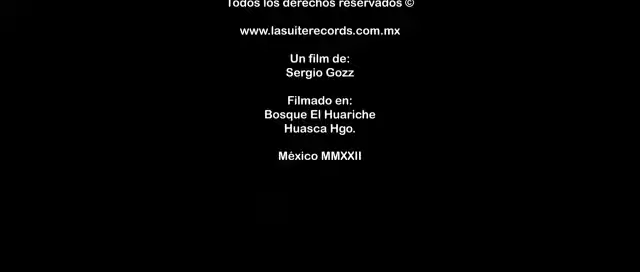 Todos los derechos reservados ©
www.lasuiterecords.com.mx
Un film de:
Sergio Gozz
Filmado en:
Bosque El Huariche
Huasca Hgo.
México MMXXII